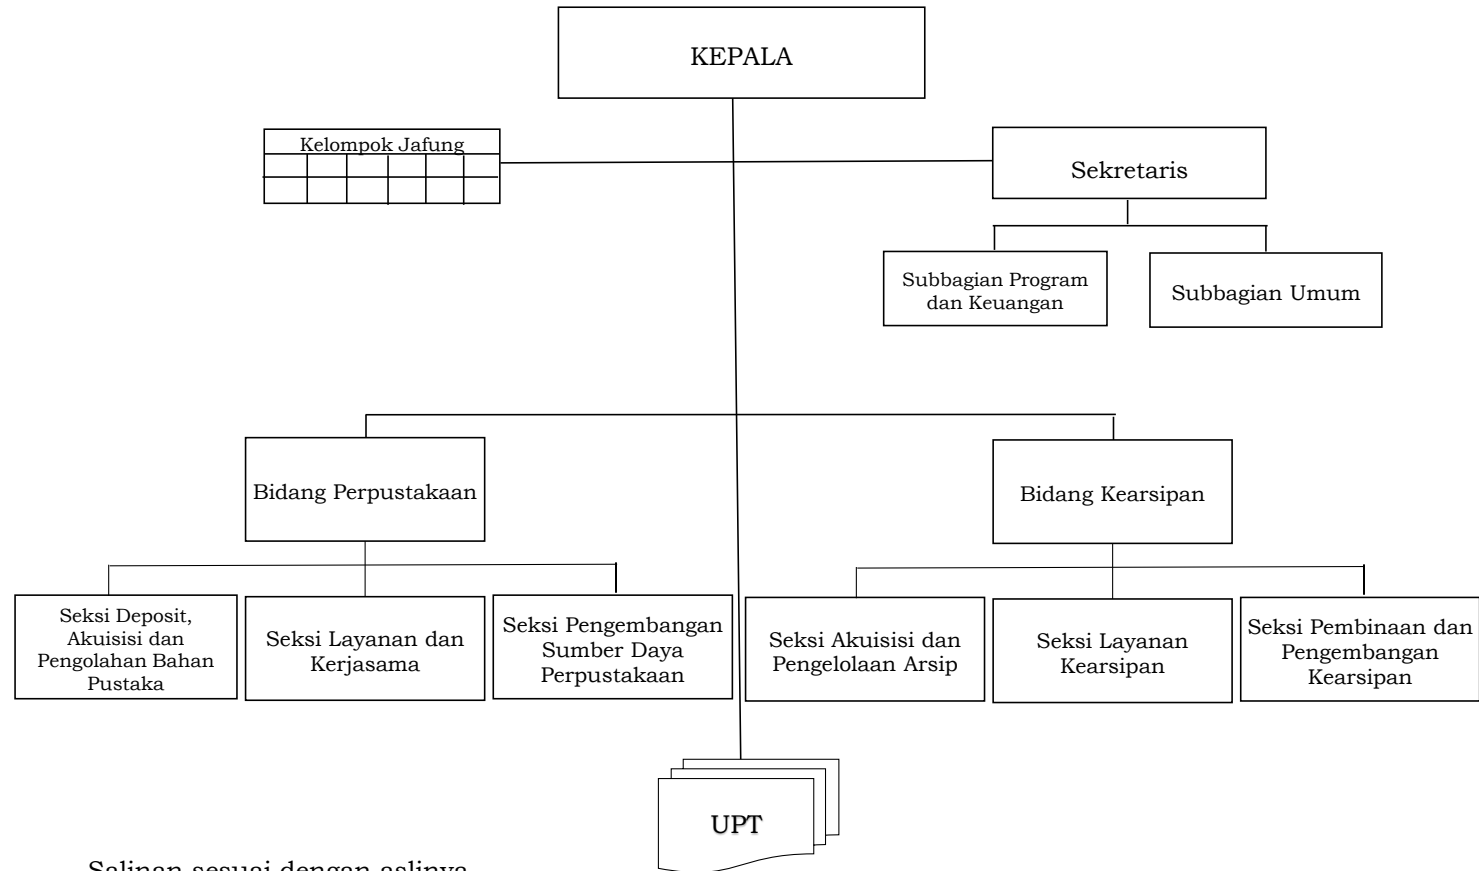 KEPALA
Kelompok Jafung
Sekretaris
Subbagian Program
dan Keuangan
Subbagian Umum
Bidang Perpustakaan
Bidang Kearsipan
Seksi Deposit,
Akuisisi dan
Pengolahan Bahan
Pustaka
Seksi Layanan dan
Kerjasama
Seksi Pengembangan
Sumber Daya
Perpustakaan
Seksi Akuisisi dan
Pengelolaan Arsip
Seksi Layanan
Kearsipan
Seksi Pembinaan dan
Pengembangan
Kearsipan
UPT
Salinan sesuai dengan aslinya